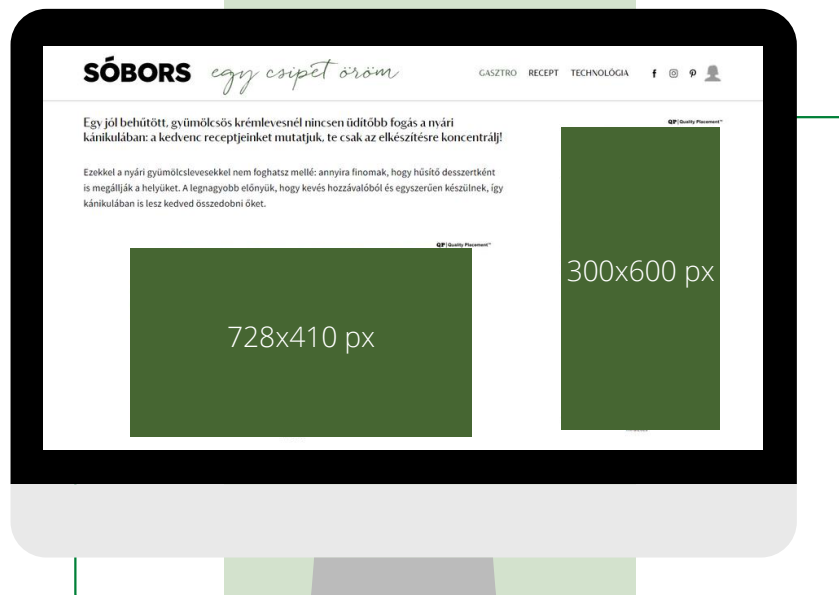 SÓBORS egy csipet öröm GASZTRO RECEPT TECHNOLÓGIA
Egy jól behűtött, gyümölcsös krémlevesnél nincsen üdítőbb fogás a nyári
kánikulában: a kedvenc receptjeinket mutatjuk, te csak az elkészítésre koncentrálj!
Ezekkel a nyári gyümölcslevesekkel nem foghatsz mellé: annyira finomak, hogy hűsítő desszertként
is megállják a helyüket. A legnagyobb előnyük, hogy kevés hozzávalóból és egyszerűen készülnek, így
kánikulában is lesz kedved összedobni őket.
QP | Quality Placement™
728x410 px
QP | Quality Placement™
300x600 px